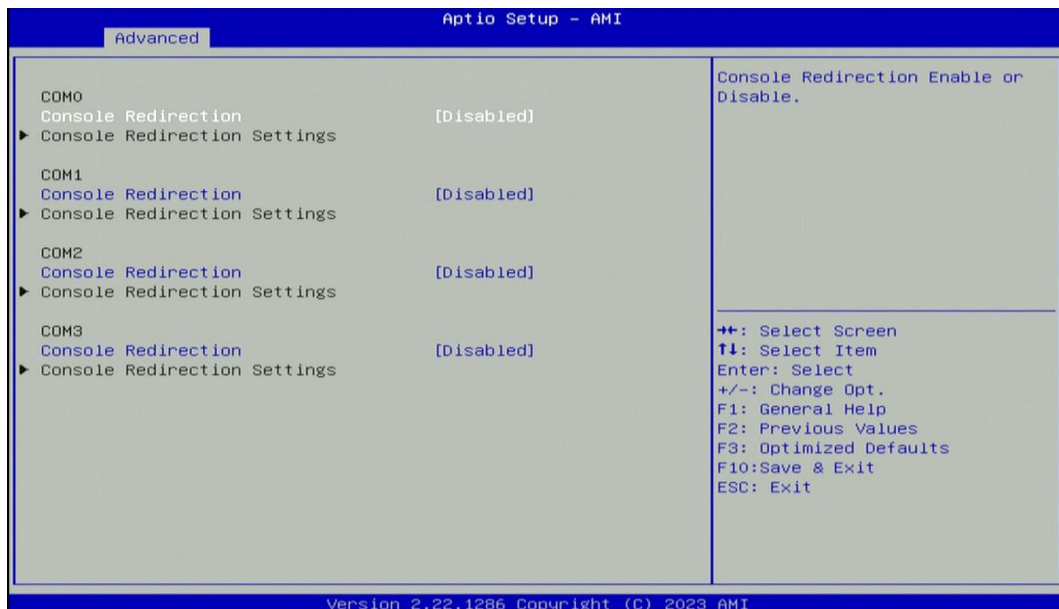 Aptio Setup – AMI
Advanced
COM0
Console Redirection [Disabled]
▶ Console Redirection Settings
COM1
Console Redirection [Disabled]
▶ Console Redirection Settings
COM2
Console Redirection [Disabled]
▶ Console Redirection Settings
COM3
Console Redirection [Disabled]
▶ Console Redirection Settings
Console Redirection Enable or
Disable.
→←: Select Screen
↑↓: Select Item
Enter: Select
+/-: Change Opt.
F1: General Help
F2: Previous Values
F3: Optimized Defaults
F10:Save & Exit
ESC: Exit
Version 2.22.1286 Copyright (C) 2023 AMI